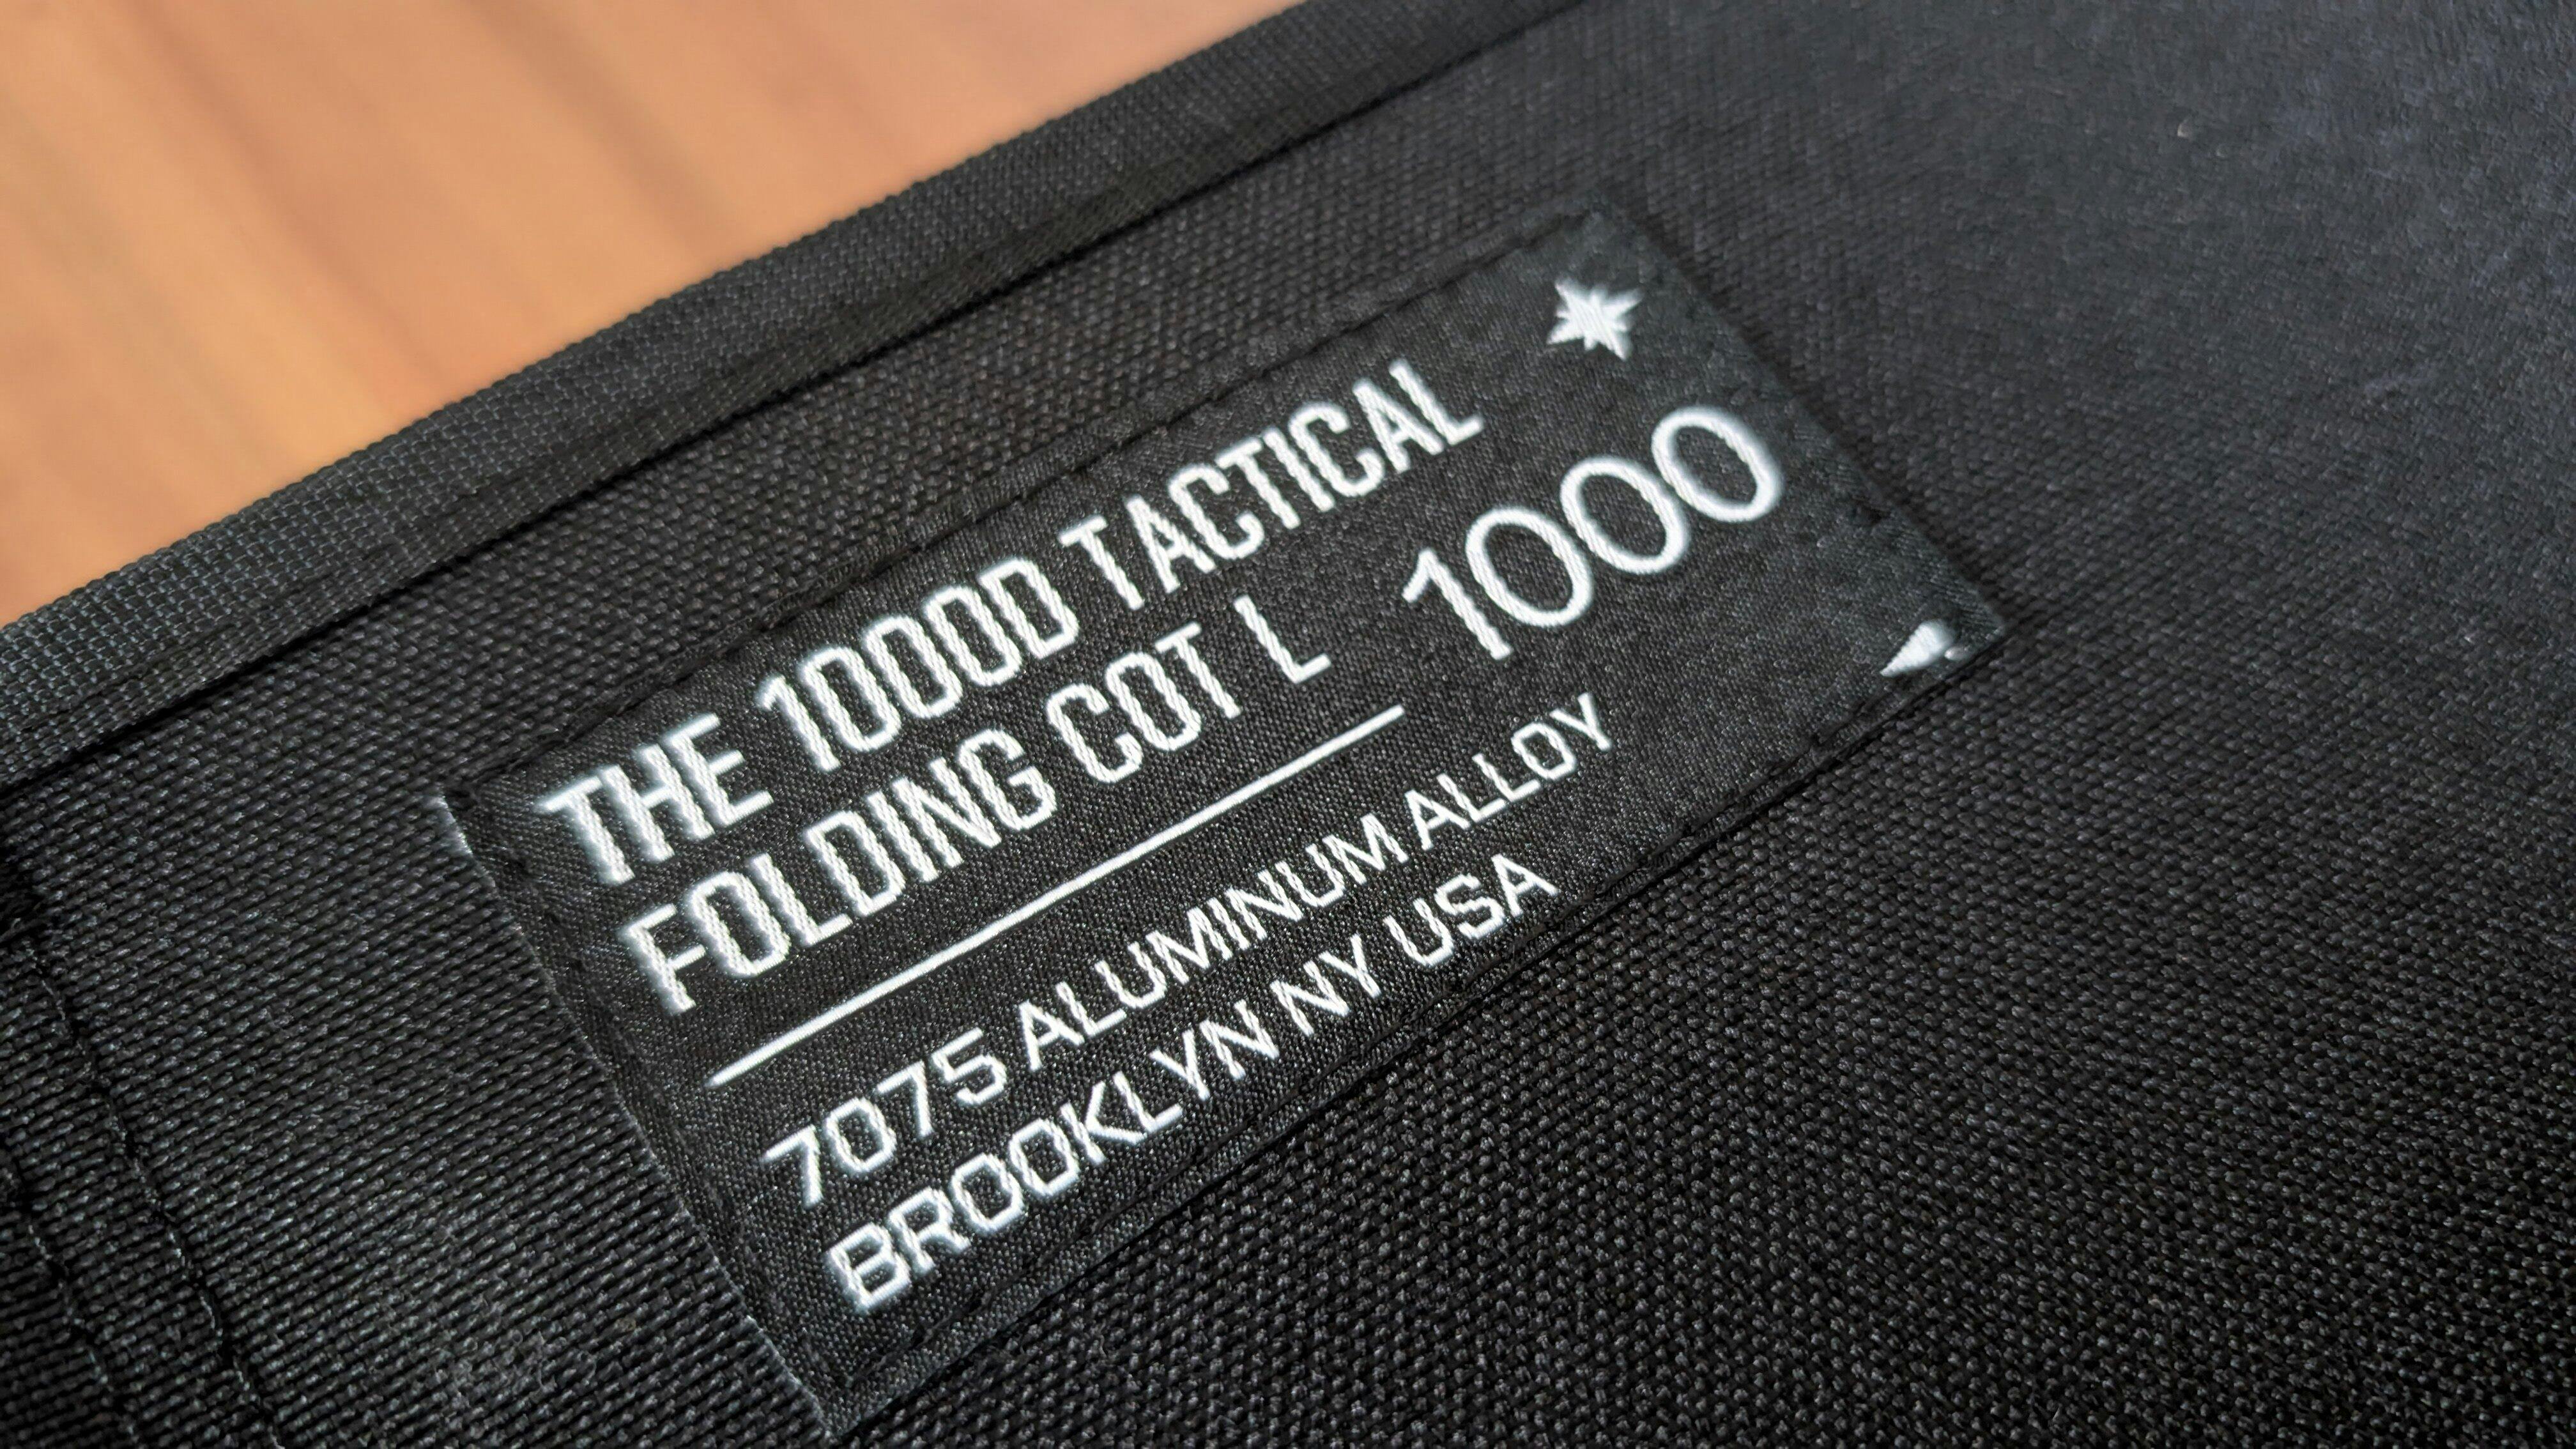 THE 1000D TACTICAL
FOLDING COT L
1000
7075 ALUMINUM ALLOY
BROOKLYN NY USA